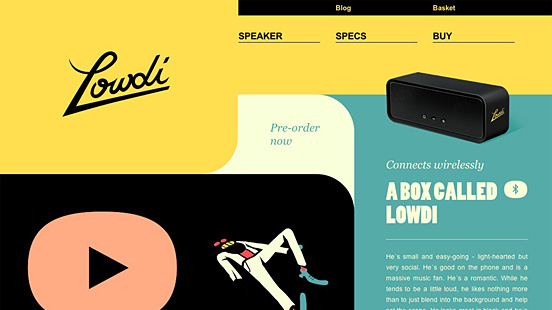 Blog
Basket
SPEAKER
SPECS
BUY
Lowdi
Lowdi
Pre-order
now
Connects wirelessly
A BOX CALLED
LOWDI
He`s small and easy-going - light-hearted but
very social. He`s good on the phone and is a
massive music fan. He`s a romantic. While he
tends to be a little loud, he likes nothing more
than to just blend into the background and help